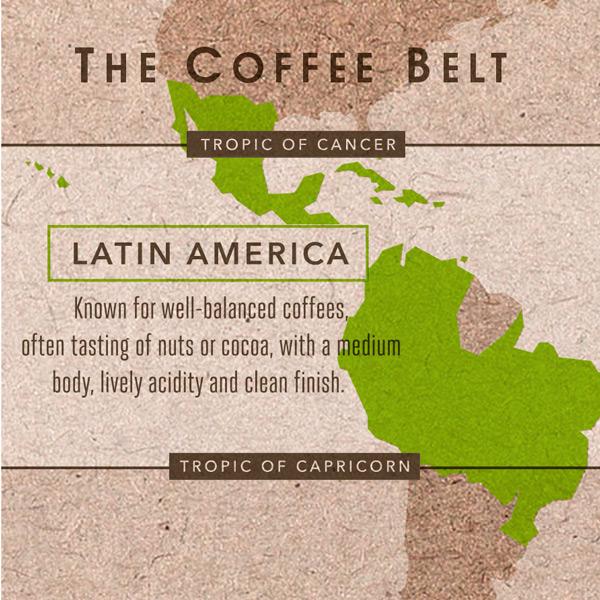 THE COFFEE BELT
TROPIC OF CANCER
LATIN AMERICA
Known for well-balanced coffees,
often tasting of nuts or cocoa, with a medium
body, lively acidity and clean finish.
TROPIC OF CAPRICORN